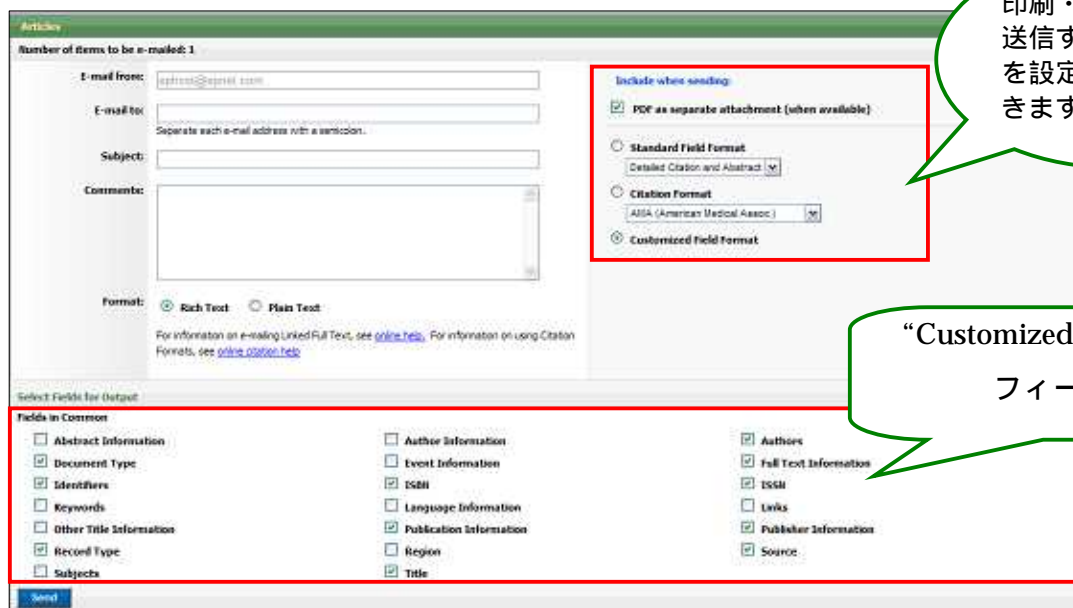 Articles
Number of items to be e-mailed: 1
E-mail from:
E-mail to:
Separate each e-mail address with a semicolon.
Subject:
Comments:
Format:
Rich Text Plain Text
For information on e-mailing Linked Full Text, see online help. For information on using Citation
Formats, see online citation help
Include when sending:
PDF as separate attachment (when available)
Standard Field Format
Detailed Citation and Abstract
Citation Format
AMA (American Medical Assoc.)
Customized Field Format
印刷・
送信す
を設定
きます
“Customized
フィー
Select Fields for Output
Fields in Common
Abstract Information Author Information Authors
Document Type Event Information Full Text Information
Identifiers ISBN ISSN
Keywords Language Information Links
Other Title Information Publication Information Publisher Information
Record Type Region Source
Subjects Title
Send